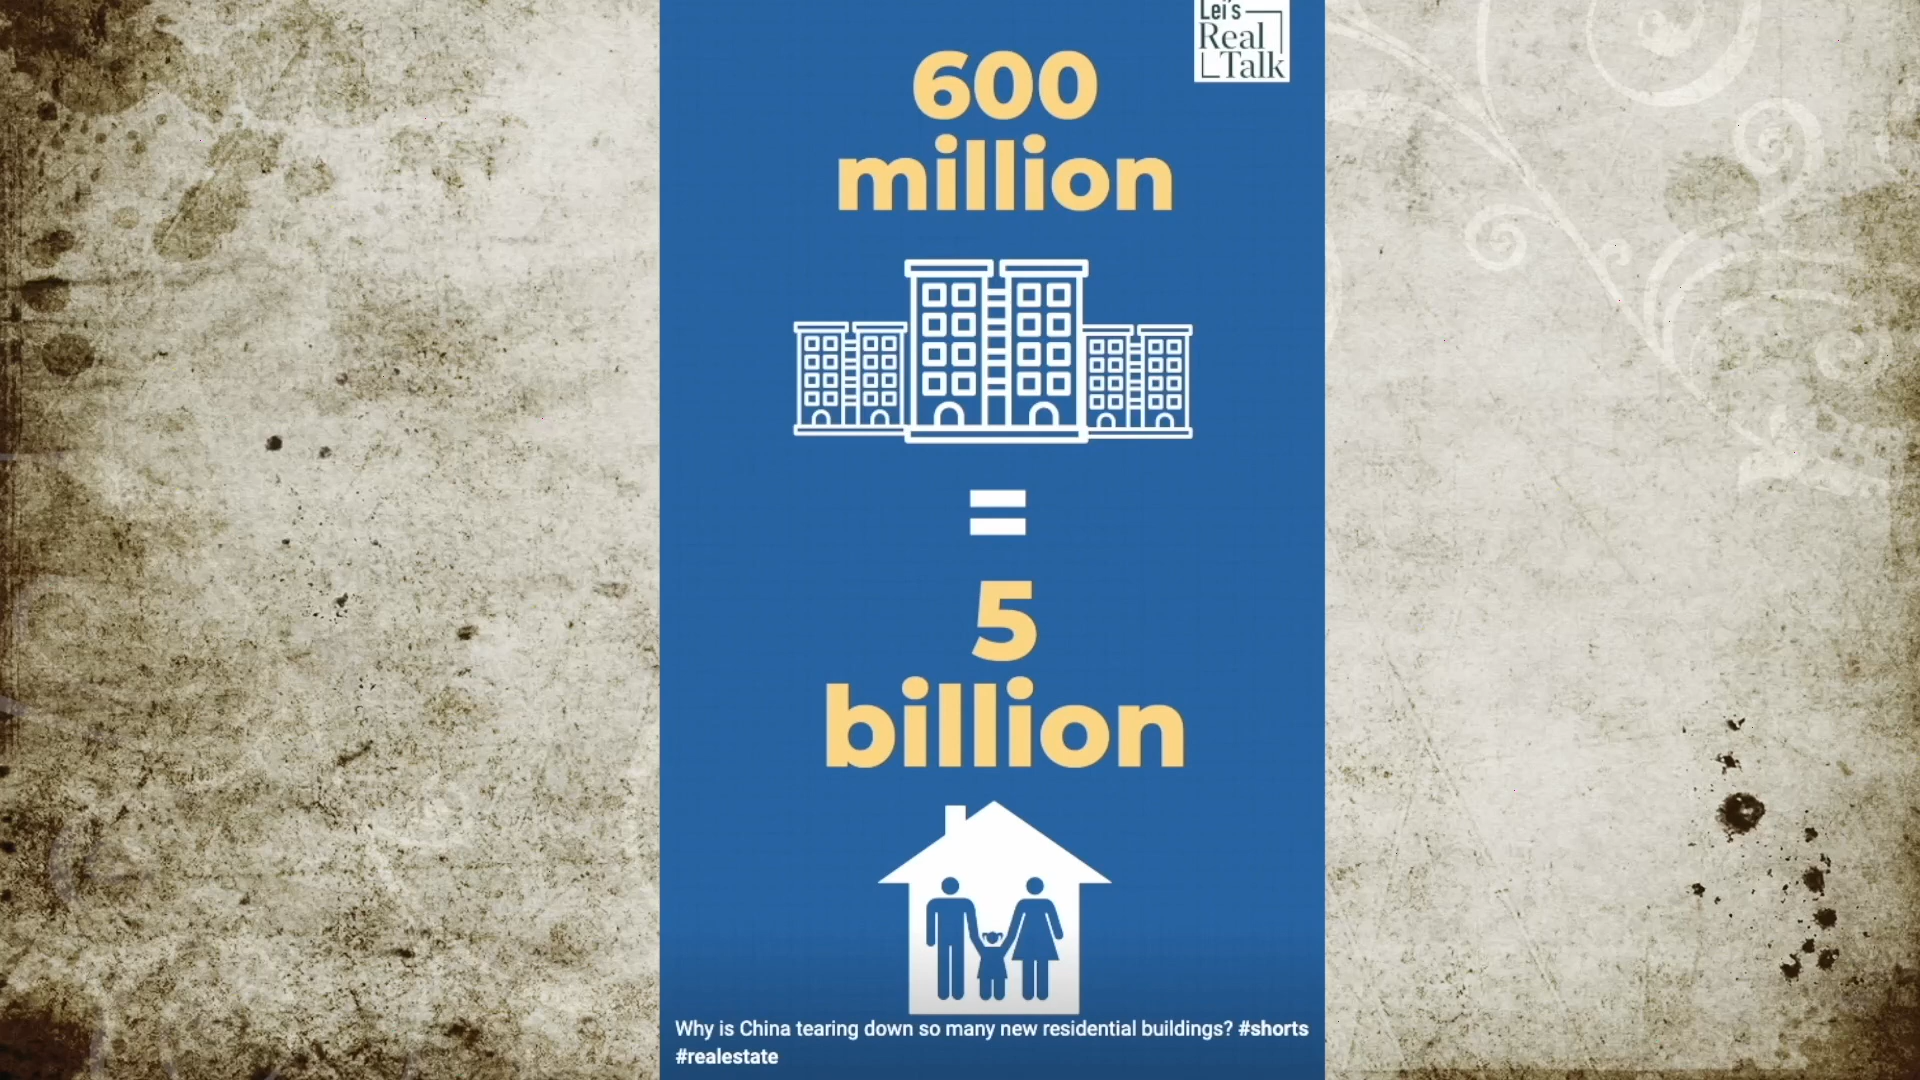 Lei's
Real
Talk
600
million
=
5
billion
Why is China tearing down so many new residential buildings? #shorts
#realestate